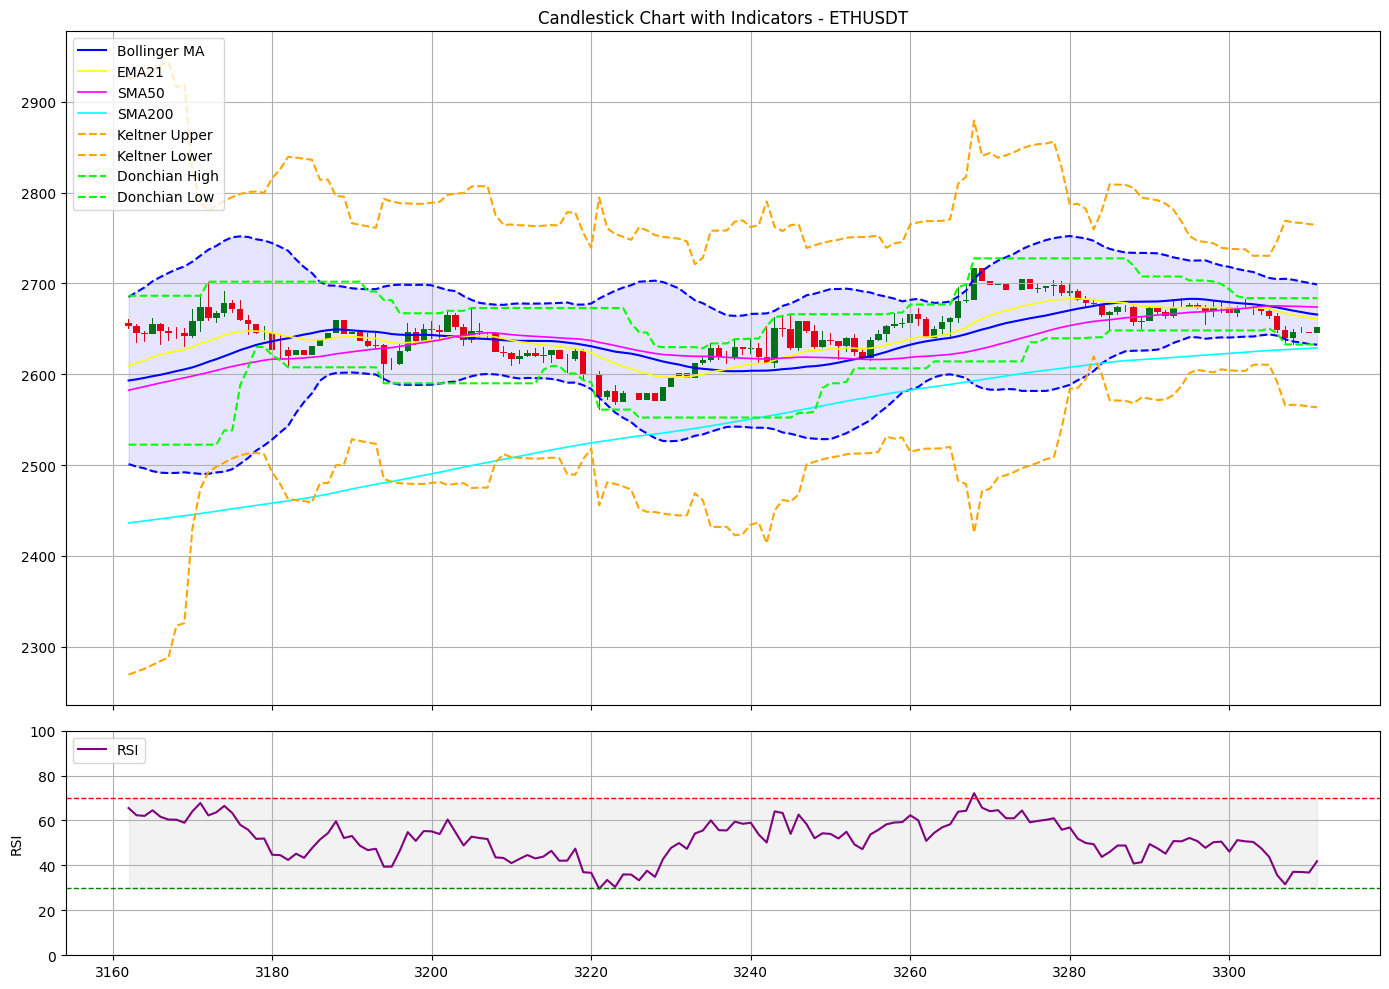 Candlestick Chart with Indicators - ETHUSDT
Bollinger MA
EMA21
SMA50
SMA200
Keltner Upper
Keltner Lower
Donchian High
Donchian Low
2900
2800
2700
2600
2500
2400
2300
RSI
100
80
60
40
20
0
RSI
3160
3180
3200
3220
3240
3260
3280
3300